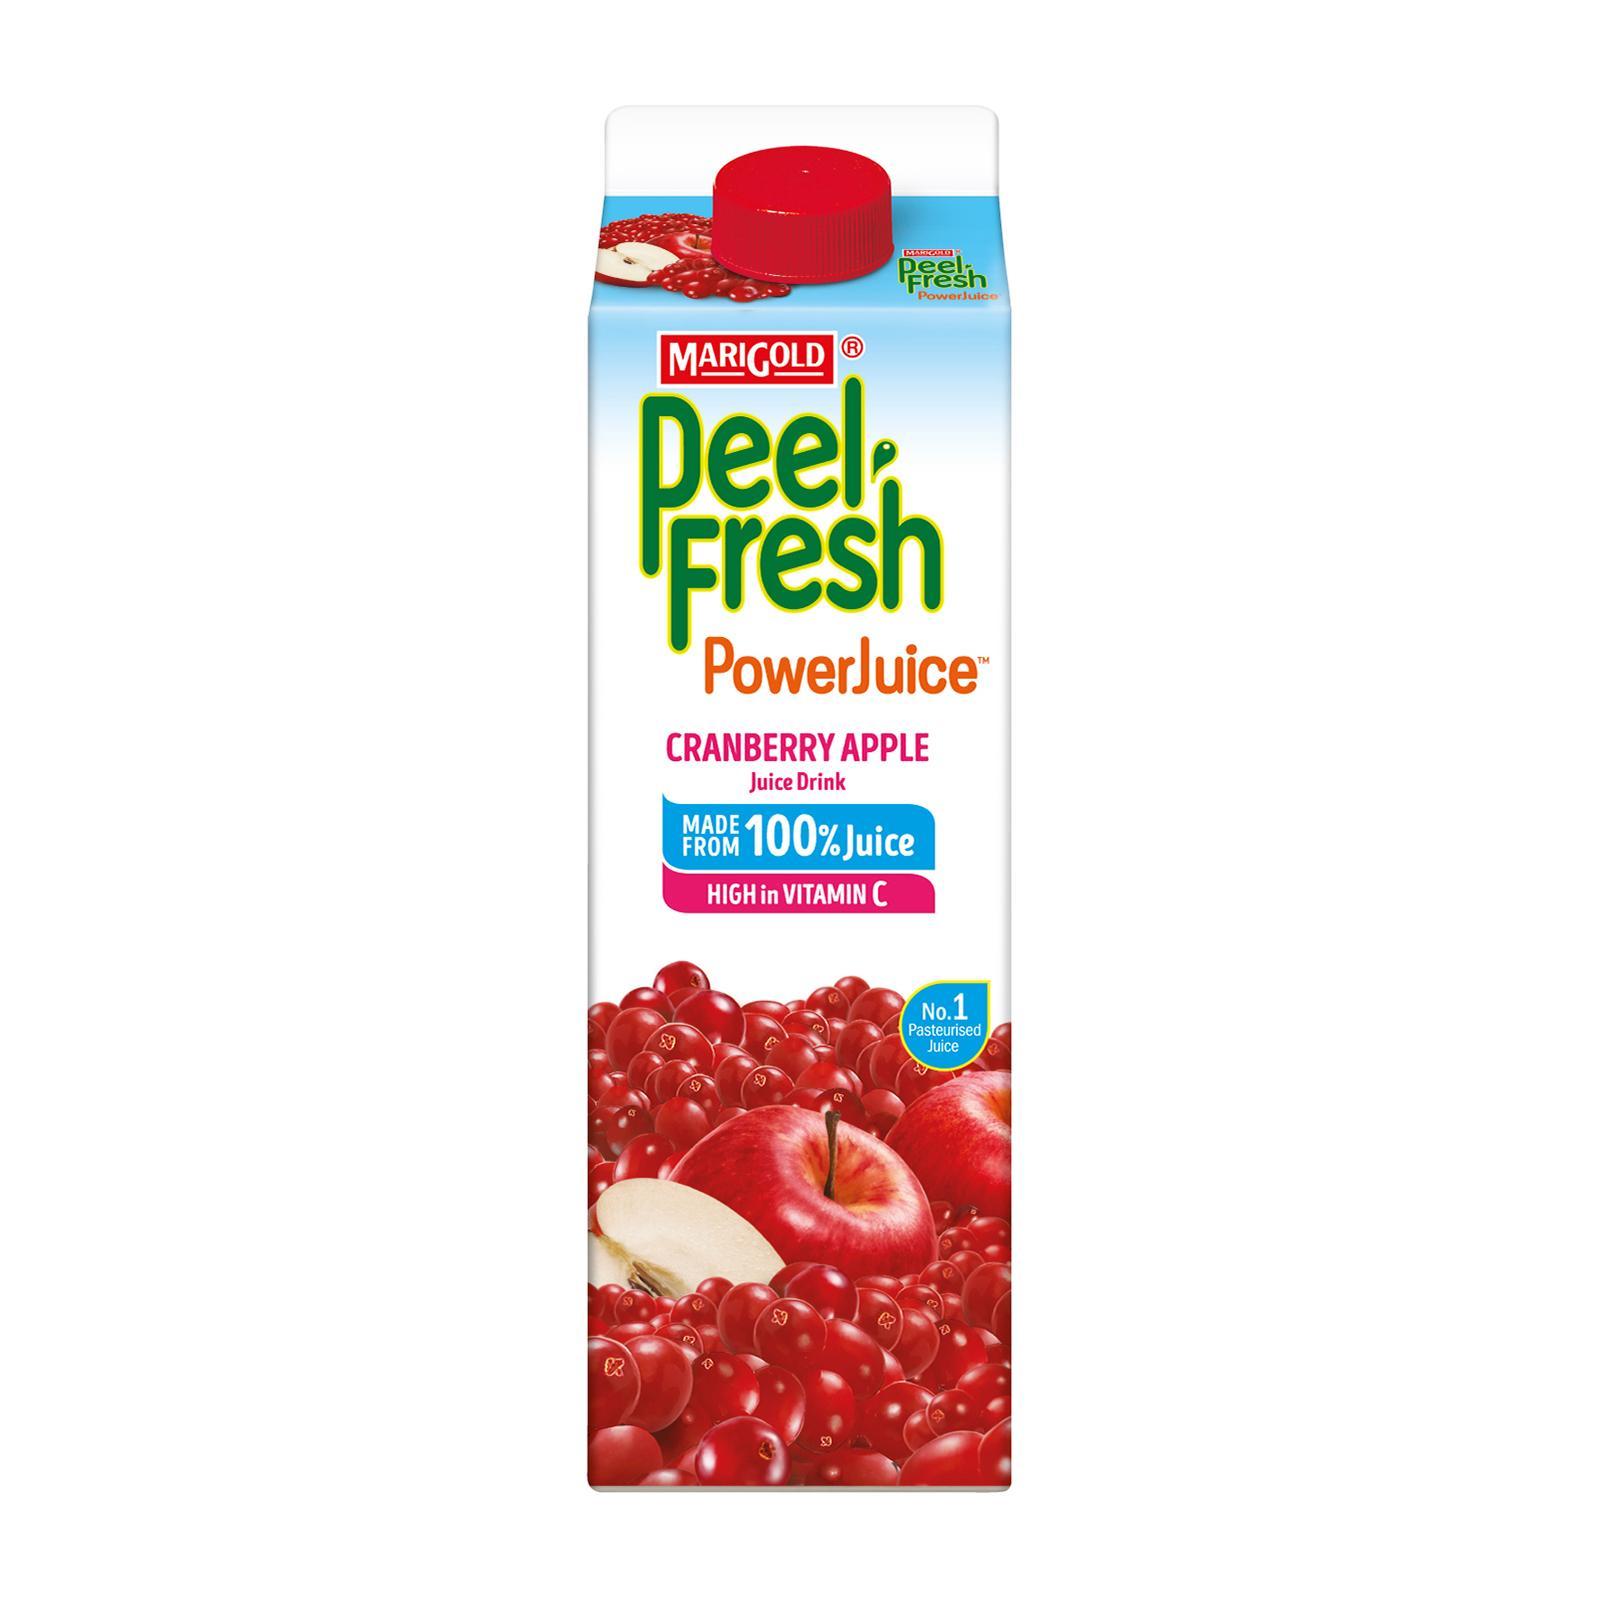 MARIGOLD
Peel
Fresh
PowerJuice
MARIGOLD ®
Peel
Fresh
PowerJuice™
CRANBERRY APPLE
Juice Drink
MADE
FROM 100% Juice
HIGH in VITAMIN C
No.1
Pasteurised
Juice